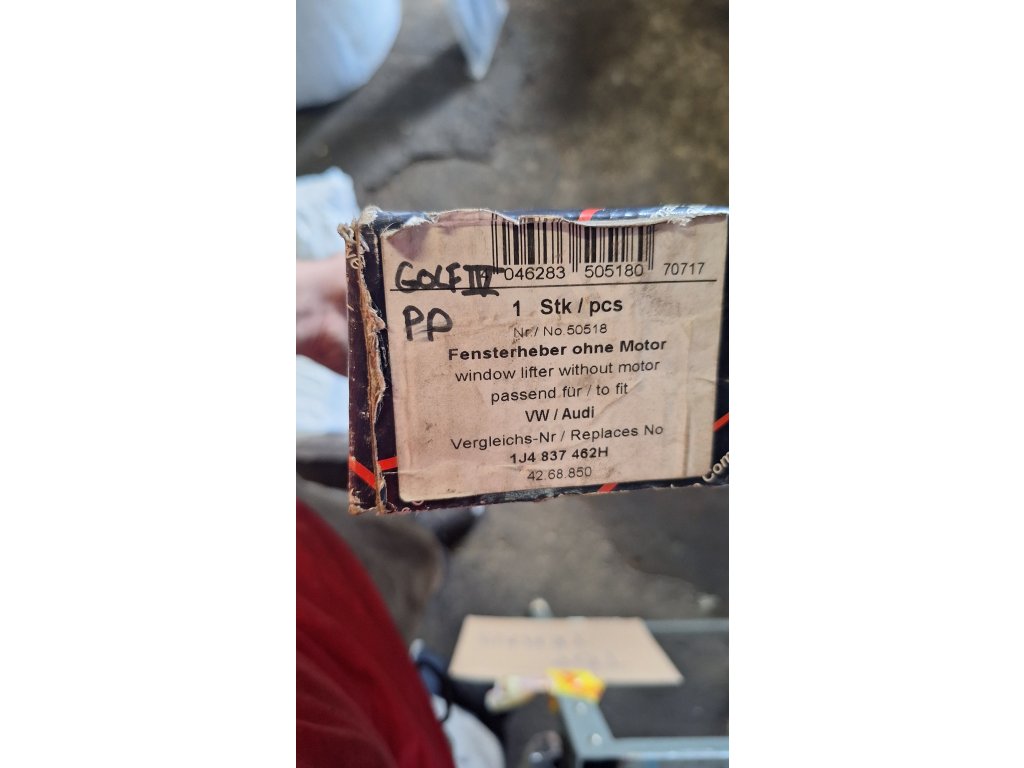 4 046283 505180 70717
GOLF IV
PP
1 Stk / pcs
Nr./ No 50518
Fensterheber ohne Motor
window lifter without motor
passend für / to fit
VW / Audi
Vergleichs-Nr / Replaces No
1J4 837 462H
42.68.850